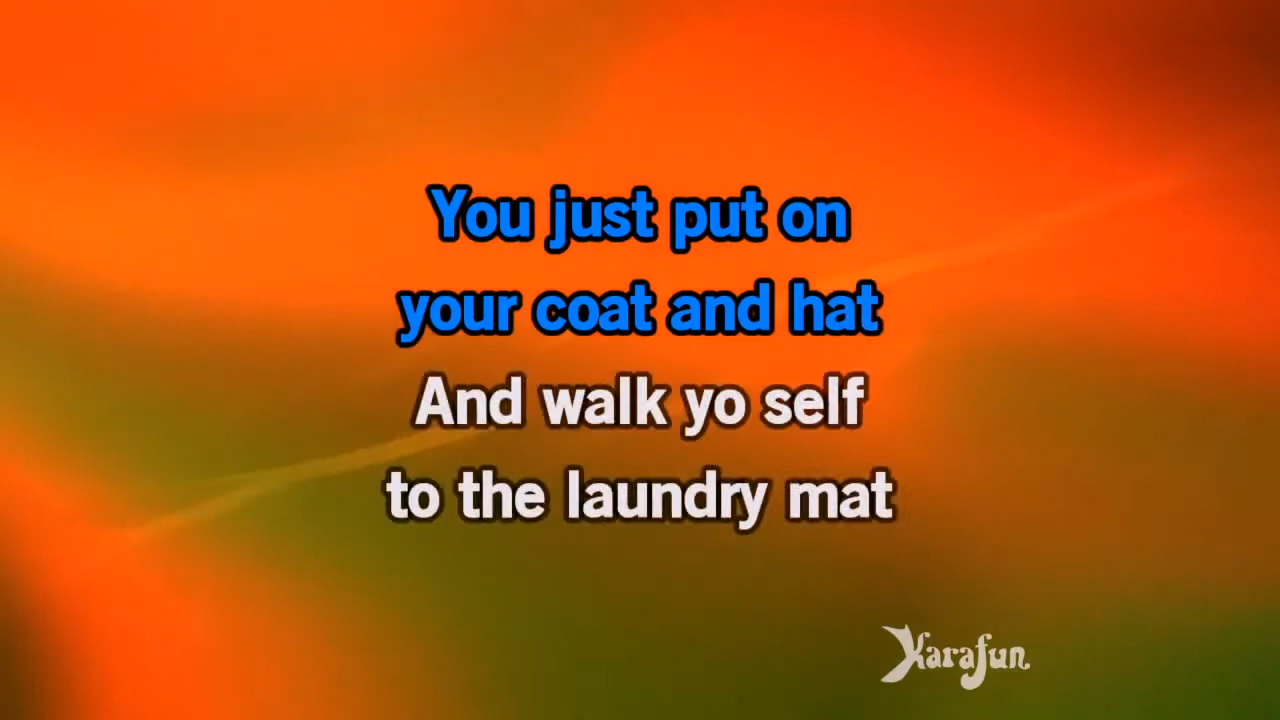 You just put on
your coat and hat
And walk yo self
to the laundry mat
Karafun